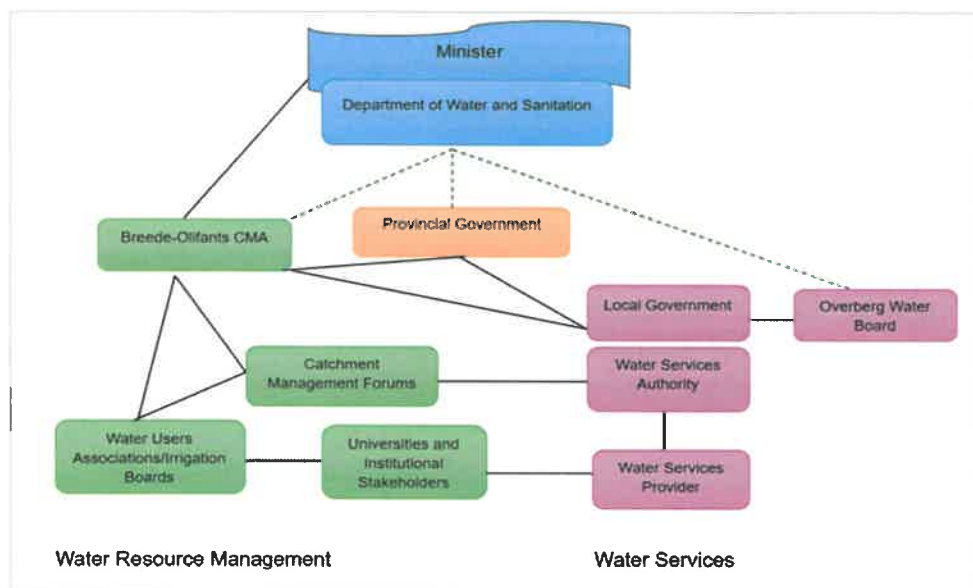 Minister
Department of Water and Sanitation
Breede-Olifants CMA
Provincial Government
Local Government
Overberg Water
Board
Catchment
Management Forums
Water Services
Authority
Water Users
Associations/Irrigation
Boards
Universities and
Institutional
Stakeholders
Water Services
Provider
Water Resource Management
Water Services